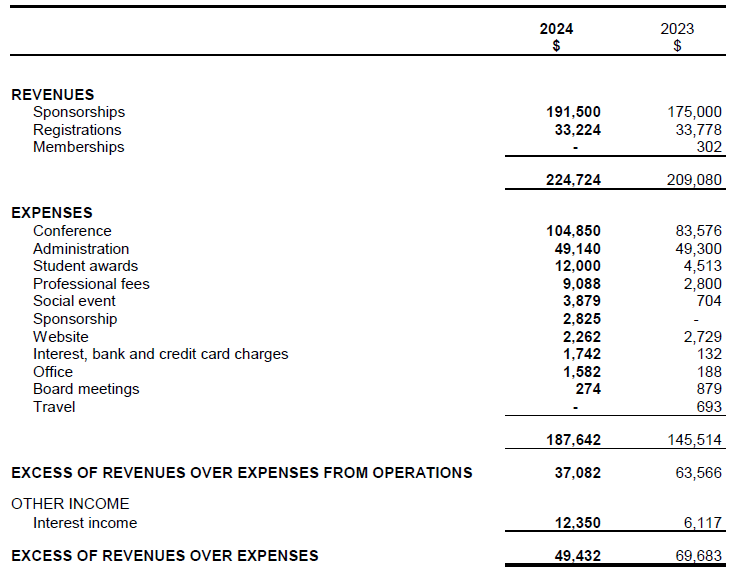 2024 2023
$ $
REVENUES
Sponsorships 191,500 175,000
Registrations 33,224 33,778
Memberships - 302
224,724 209,080
EXPENSES
Conference 104,850 83,576
Administration 49,140 49,300
Student awards 12,000 4,513
Professional fees 9,088 2,800
Social event 3,879 704
Sponsorship 2,825 -
Website 2,262 2,729
Interest, bank and credit card charges 1,742 132
Office 1,582 188
Board meetings 274 879
Travel - 693
187,642 145,514
EXCESS OF REVENUES OVER EXPENSES FROM OPERATIONS 37,082 63,566
OTHER INCOME
Interest income 12,350 6,117
EXCESS OF REVENUES OVER EXPENSES 49,432 69,683